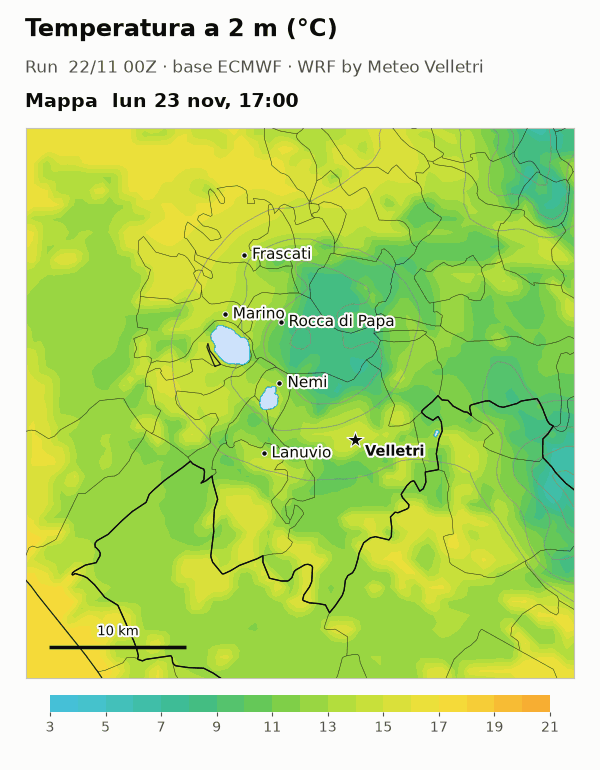 Temperatura a 2 m (°C)
Run  22/11 00Z · base ECMWF · WRF by Meteo Velletri
Mappa  lun 23 nov, 17:00
Frascati
Marino
Rocca di Papa
Nemi
Lanuvio
Velletri
10 km
3 5 7 9 11 13 15 17 19 21